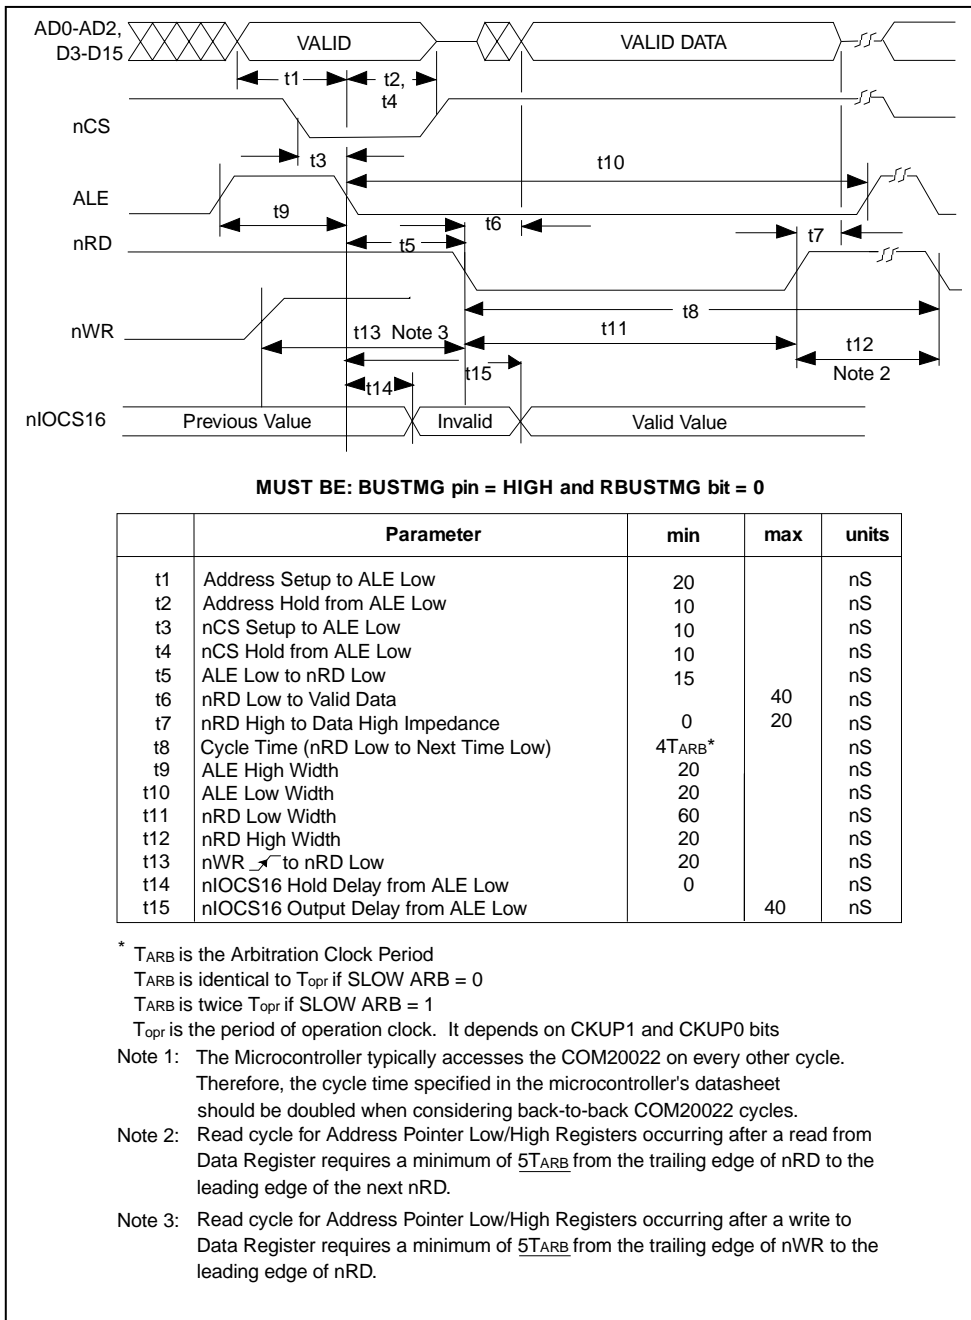 AD0-AD2,
D3-D15
VALID
VALID DATA
t1
t2,
t4
nCS
t3
t10
ALE
t9
t6
t7
nRD
t5
t8
nWR
t13 Note 3
t11
t12
Note 2
t15
t14
nIOCS16
Previous Value
Invalid
Valid Value
MUST BE: BUSTMG pin = HIGH and RBUSTMG bit = 0
Parameter min max units
t1 Address Setup to ALE Low 20 nS
t2 Address Hold from ALE Low 10 nS
t3 nCS Setup to ALE Low 10 nS
t4 nCS Hold from ALE Low 10 nS
t5 ALE Low to nRD Low 15 nS
t6 nRD Low to Valid Data 40 nS
t7 nRD High to Data High Impedance 0 20 nS
t8 Cycle Time (nRD Low to Next Time Low) 4TARB* nS
t9 ALE High Width 20 nS
t10 ALE Low Width 20 nS
t11 nRD Low Width 60 nS
t12 nRD High Width 20 nS
t13 nWR to nRD Low 20 nS
t14 nIOCS16 Hold Delay from ALE Low 0 nS
t15 nIOCS16 Output Delay from ALE Low 40 nS
* TARB is the Arbitration Clock Period
TARB is identical to Topr if SLOW ARB = 0
TARB is twice Topr if SLOW ARB = 1
Topr is the period of operation clock. It depends on CKUP1 and CKUP0 bits
Note 1: The Microcontroller typically accesses the COM20022 on every other cycle.
Therefore, the cycle time specified in the microcontroller's datasheet
should be doubled when considering back-to-back COM20022 cycles.
Note 2: Read cycle for Address Pointer Low/High Registers occurring after a read from
Data Register requires a minimum of 5TARB from the trailing edge of nRD to the
leading edge of the next nRD.
Note 3: Read cycle for Address Pointer Low/High Registers occurring after a write to
Data Register requires a minimum of 5TARB from the trailing edge of nWR to the
leading edge of nRD.